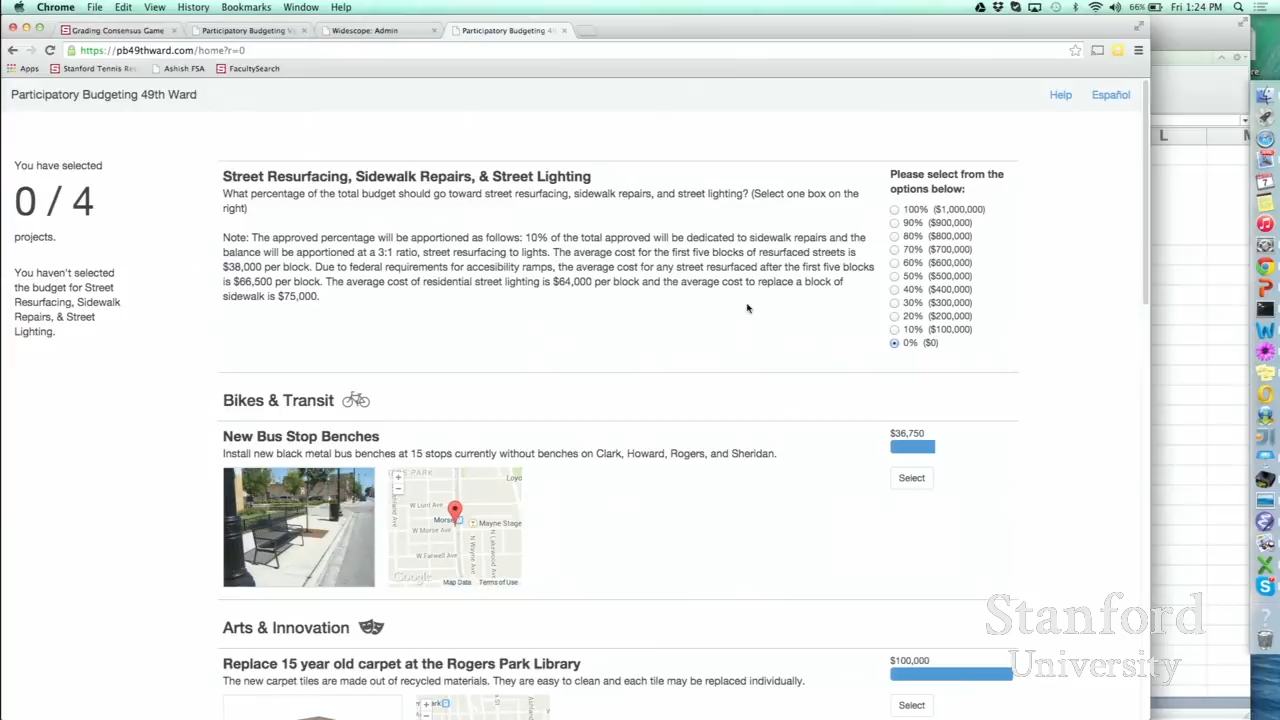 Chrome File Edit View History Bookmarks Window Help 66% Fri 1:24 PM
Grading Consensus Game Participatory Budgeting Widescope: Admin Participatory Budgeting 49
https://pb49thward.com/home?r=0
Apps Stanford Tennis Res Ashish FSA FacultySearch
Participatory Budgeting 49th Ward Help Español
L
You have selected
0 / 4
projects.
You haven't selected
the budget for Street
Resurfacing, Sidewalk
Repairs, & Street
Lighting.
Street Resurfacing, Sidewalk Repairs, & Street Lighting
What percentage of the total budget should go toward street resurfacing, sidewalk repairs, and street lighting? (Select one box on the
right)
Note: The approved percentage will be apportioned as follows: 10% of the total approved will be dedicated to sidewalk repairs and the
balance will be apportioned at a 3:1 ratio, street resurfacing to lights. The average cost for the first five blocks of resurfaced streets is
$38,000 per block. Due to federal requirements for accesibility ramps, the average cost for any street resurfaced after the first five blocks
is $66,500 per block. The average cost of residential street lighting is $64,000 per block and the average cost to replace a block of
sidewalk is $75,000.
Please select from the
options below:
100% ($1,000,000)
90% ($900,000)
80% ($800,000)
70% ($700,000)
60% ($600,000)
50% ($500,000)
40% ($400,000)
30% ($300,000)
20% ($200,000)
10% ($100,000)
0% ($0)
Bikes & Transit
New Bus Stop Benches
Install new black metal bus benches at 15 stops currently without benches on Clark, Howard, Rogers, and Sheridan.
$36,750
Select
Loyo
W Lunt Ave
Morse
W Morse Ave
Mayne Stage
W Farwell Ave
N Wayne Ave
N Lakewood Ave
Google
Map Data Terms of Use
Arts & Innovation
Replace 15 year old carpet at the Rogers Park Library
The new carpet tiles are made out of recycled materials. They are easy to clean and each tile may be replaced individually.
$100,000
Select
Stanford
University